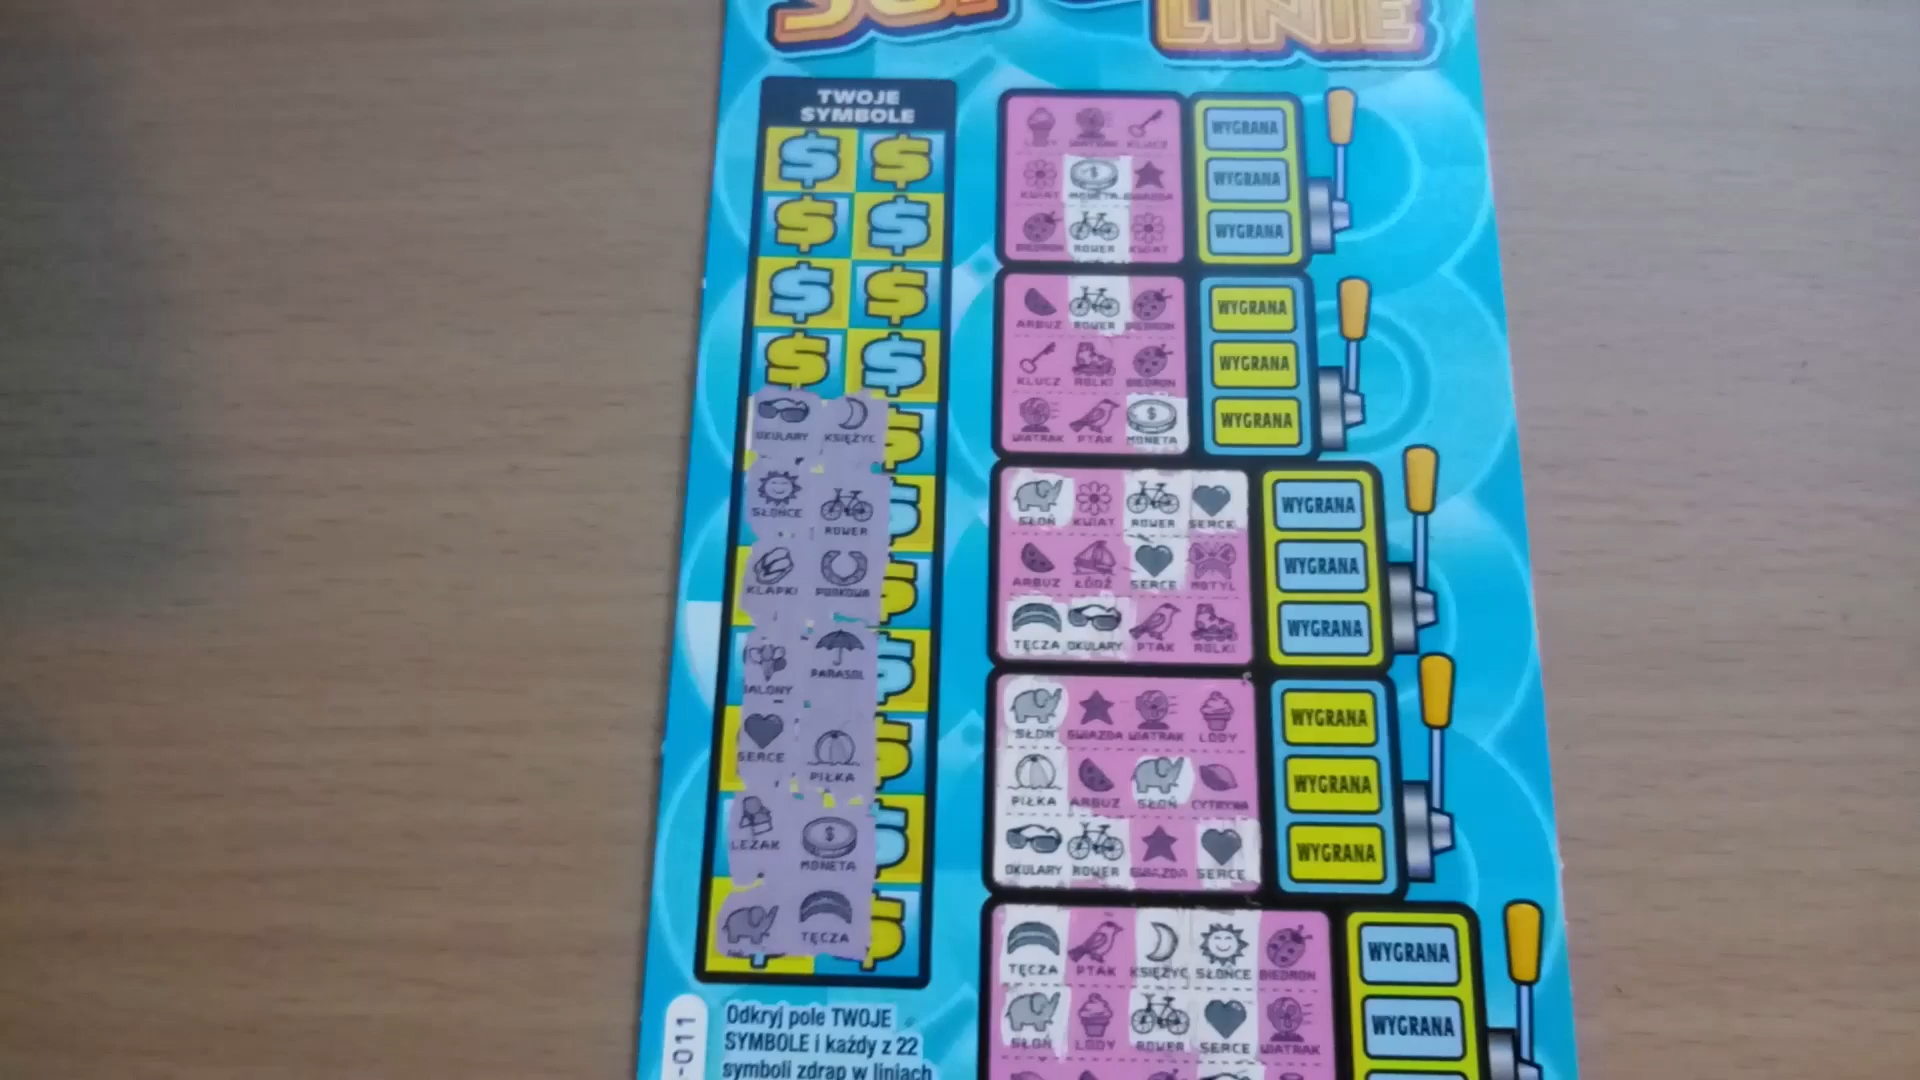 LINIE
TWOJE
SYMBOLE
OKULARY KSIĘŻYC
SŁOŃCE ROWER
KLAPKI PODKOWA
BALONY PARASOL
SERCE PIŁKA
LEŻAK MONETA
TĘCZA
LODY WIATRAK KLUCZ
KWIAT MONETA GWIAZDA
BIEDRON ROWER KWIAT
WYGRANA
WYGRANA
WYGRANA
ARBUZ ROWER BIEDRON
KLUCZ ROLKI BIEDRON
WIATRAK PTAK MONETA
WYGRANA
WYGRANA
WYGRANA
SŁOŃ KWIAT ROWER SERCE
ARBUZ ŁÓDŹ SERCE MOTYL
TĘCZA OKULARY PTAK ROLKI
WYGRANA
WYGRANA
WYGRANA
SŁOŃ GWIAZDA WIATRAK LODY
PIŁKA ARBUZ SŁOŃ CYTRYNA
OKULARY ROWER GWIAZDA SERCE
WYGRANA
WYGRANA
WYGRANA
TĘCZA PTAK KSIĘŻYC SŁOŃCE BIEDRON
SŁOŃ LODY ROWER SERCE WIATRAK
WYGRANA
WYGRANA
-011
Odkryj pole TWOJE
SYMBOLE i każdy z 22
symboli zdrap w liniach